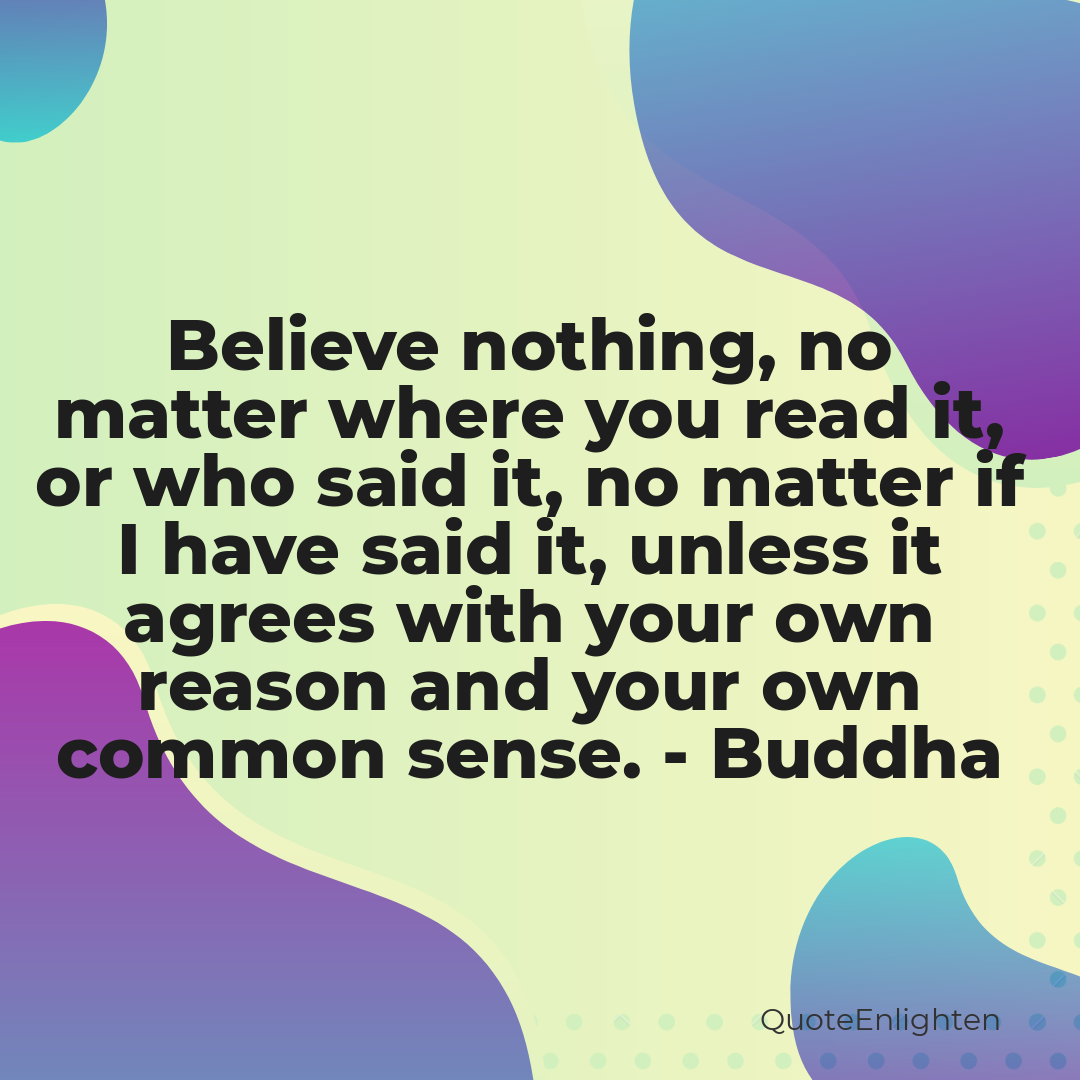 Believe nothing, no
matter where you read it,
or who said it, no matter if
I have said it, unless it
agrees with your own
reason and your own
common sense. - Buddha
QuoteEnlighten